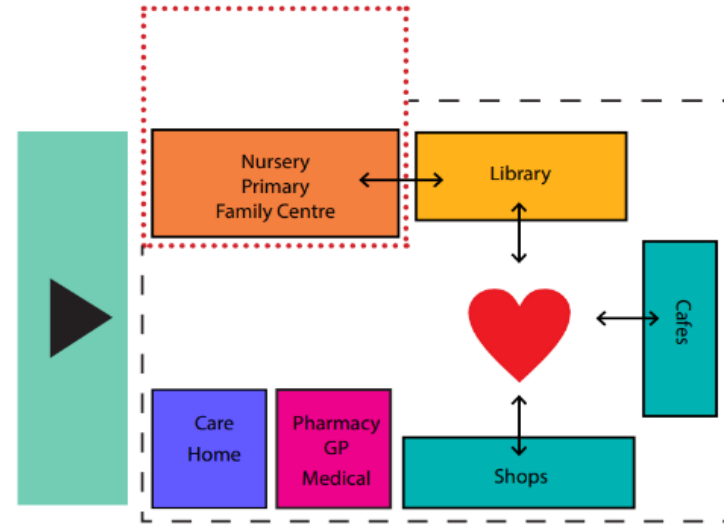 Nursery
Primary
Family Centre
Library
Cafes
Care
Home
Pharmacy
GP
Medical
Shops